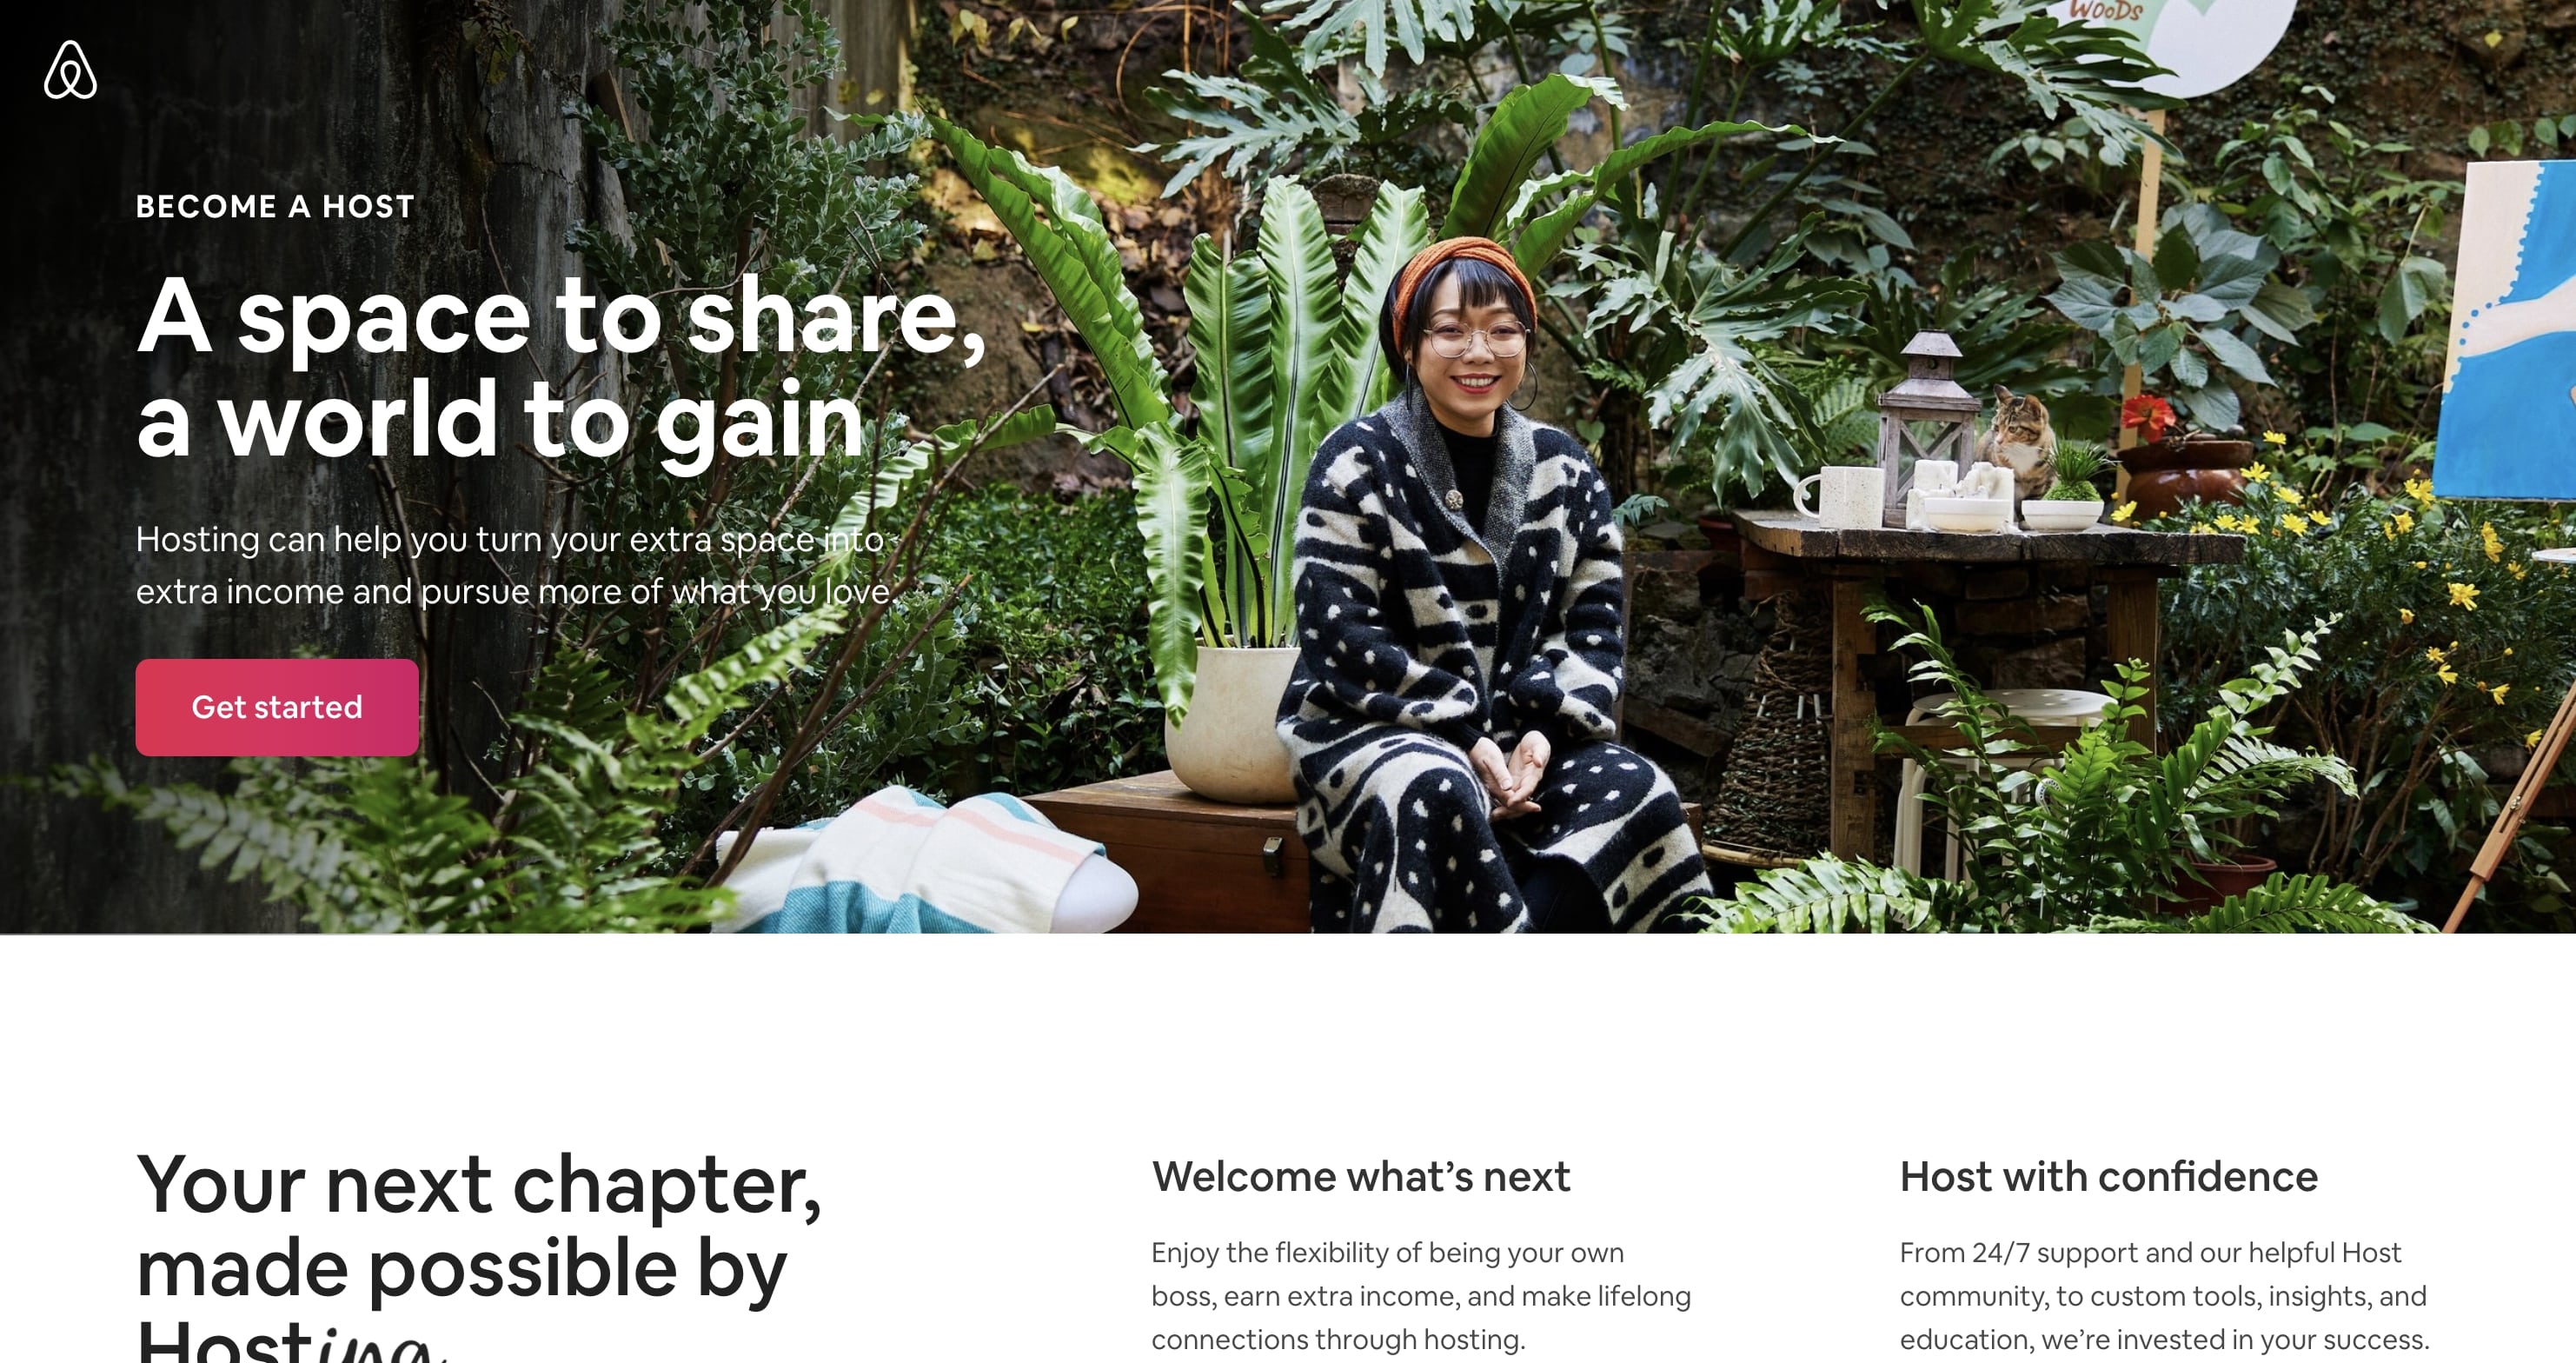 WOODS
BECOME A HOST
A space to share,
a world to gain
Hosting can help you turn your extra space into
extra income and pursue more of what you love.
Get started
Your next chapter,
made possible by
Hosting
Welcome what’s next
Enjoy the flexibility of being your own
boss, earn extra income, and make lifelong
connections through hosting.
Host with confidence
From 24/7 support and our helpful Host
community, to custom tools, insights, and
education, we’re invested in your success.